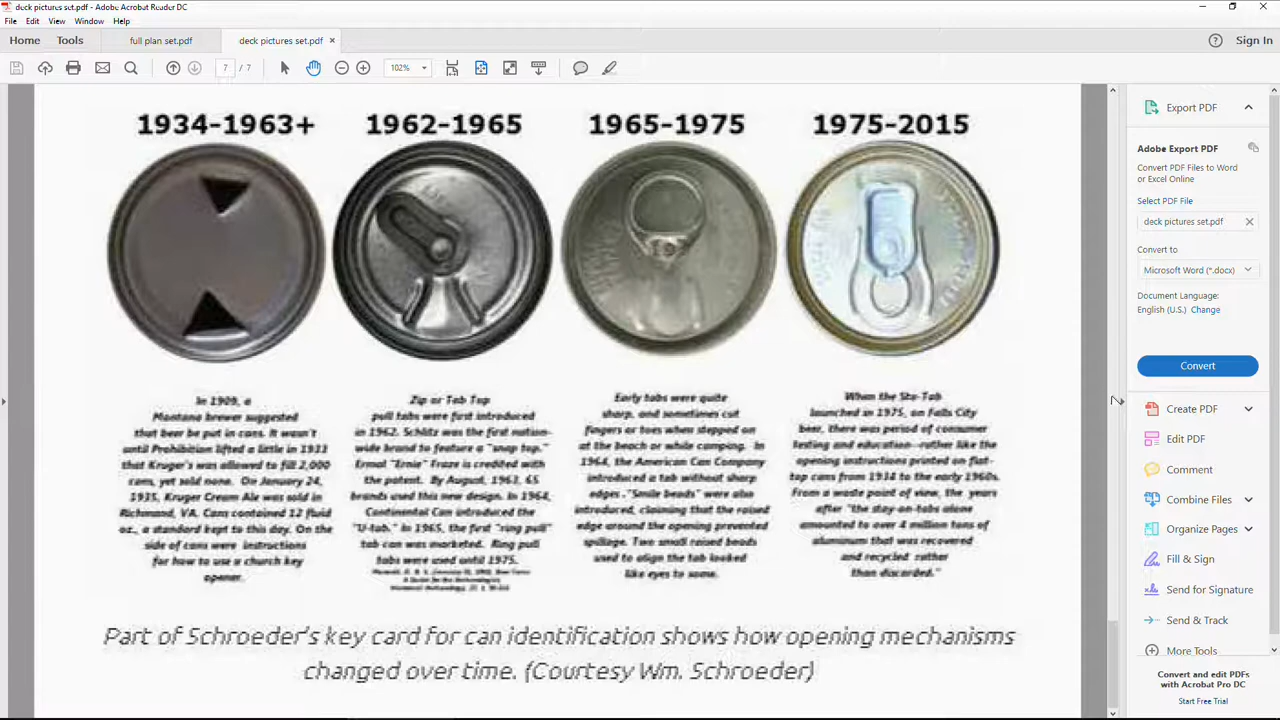 deck pictures set.pdf - Adobe Acrobat Reader DC
File Edit View Window Help
Home Tools full plan set.pdf deck pictures set.pdf × Sign In
7 / 7 102%
1934-1963+ 1962-1965 1965-1975 1975-2015
In 1909, a
Montana brewer suggested
that beer be put in cans. It wasn't
until Prohibition lifted a little in 1933
that Kruger's was allowed to fill 2,000
cans, yet sold none. On January 24,
1935, Kruger Cream Ale was sold in
Richmond, VA. Cans contained 12 fluid
oz., a standard kept to this day. On the
side of cans were instructions
for how to use a church key
opener.
Zip or Tab Top
pull tabs were first introduced
in 1962. Schlitz was the first nation-
wide brand to feature a "snap top."
Ermal "Ernie" Fraze is credited with
the patent. By August, 1963, 65
brands used this new design. In 1964,
Continental Can introduced the
"U-tab." In 1965, the first "ring pull"
tab can was marketed. Ring pull
tabs were used until 1975.
Early tabs were quite
sharp, and sometimes cut
fingers or toes when stepped on
at the beach or while camping. In
1964, the American Can Company
introduced a tab without sharp
edges. "Smile beads" were also
introduced, claiming that the raised
edge around the opening prevented
spillage. Two small raised beads
used to align the tab looked
like eyes to some.
When the Sta-Tab
launched in 1975, on Falls City
beer, there was period of consumer
testing and education--rather like the
opening instructions printed on flat-
top cans from 1934 to the early 1960s.
From a waste point of view, the years
after "the stay-on-tabs alone
amounted to over 4 million tons of
aluminum that was recovered
and recycled rather
than discarded."
Part of Schroeder's key card for can identification shows how opening mechanisms
changed over time. (Courtesy Wm. Schroeder)
Export PDF
Adobe Export PDF
Convert PDF Files to Word
or Excel Online
Select PDF File
deck pictures set.pdf
Convert to
Microsoft Word (*.docx)
Document Language:
English (U.S.) Change
Convert
Create PDF
Edit PDF
Comment
Combine Files
Organize Pages
Fill & Sign
Send for Signature
Send & Track
More Tools
Convert and edit PDFs
with Acrobat Pro DC
Start Free Trial